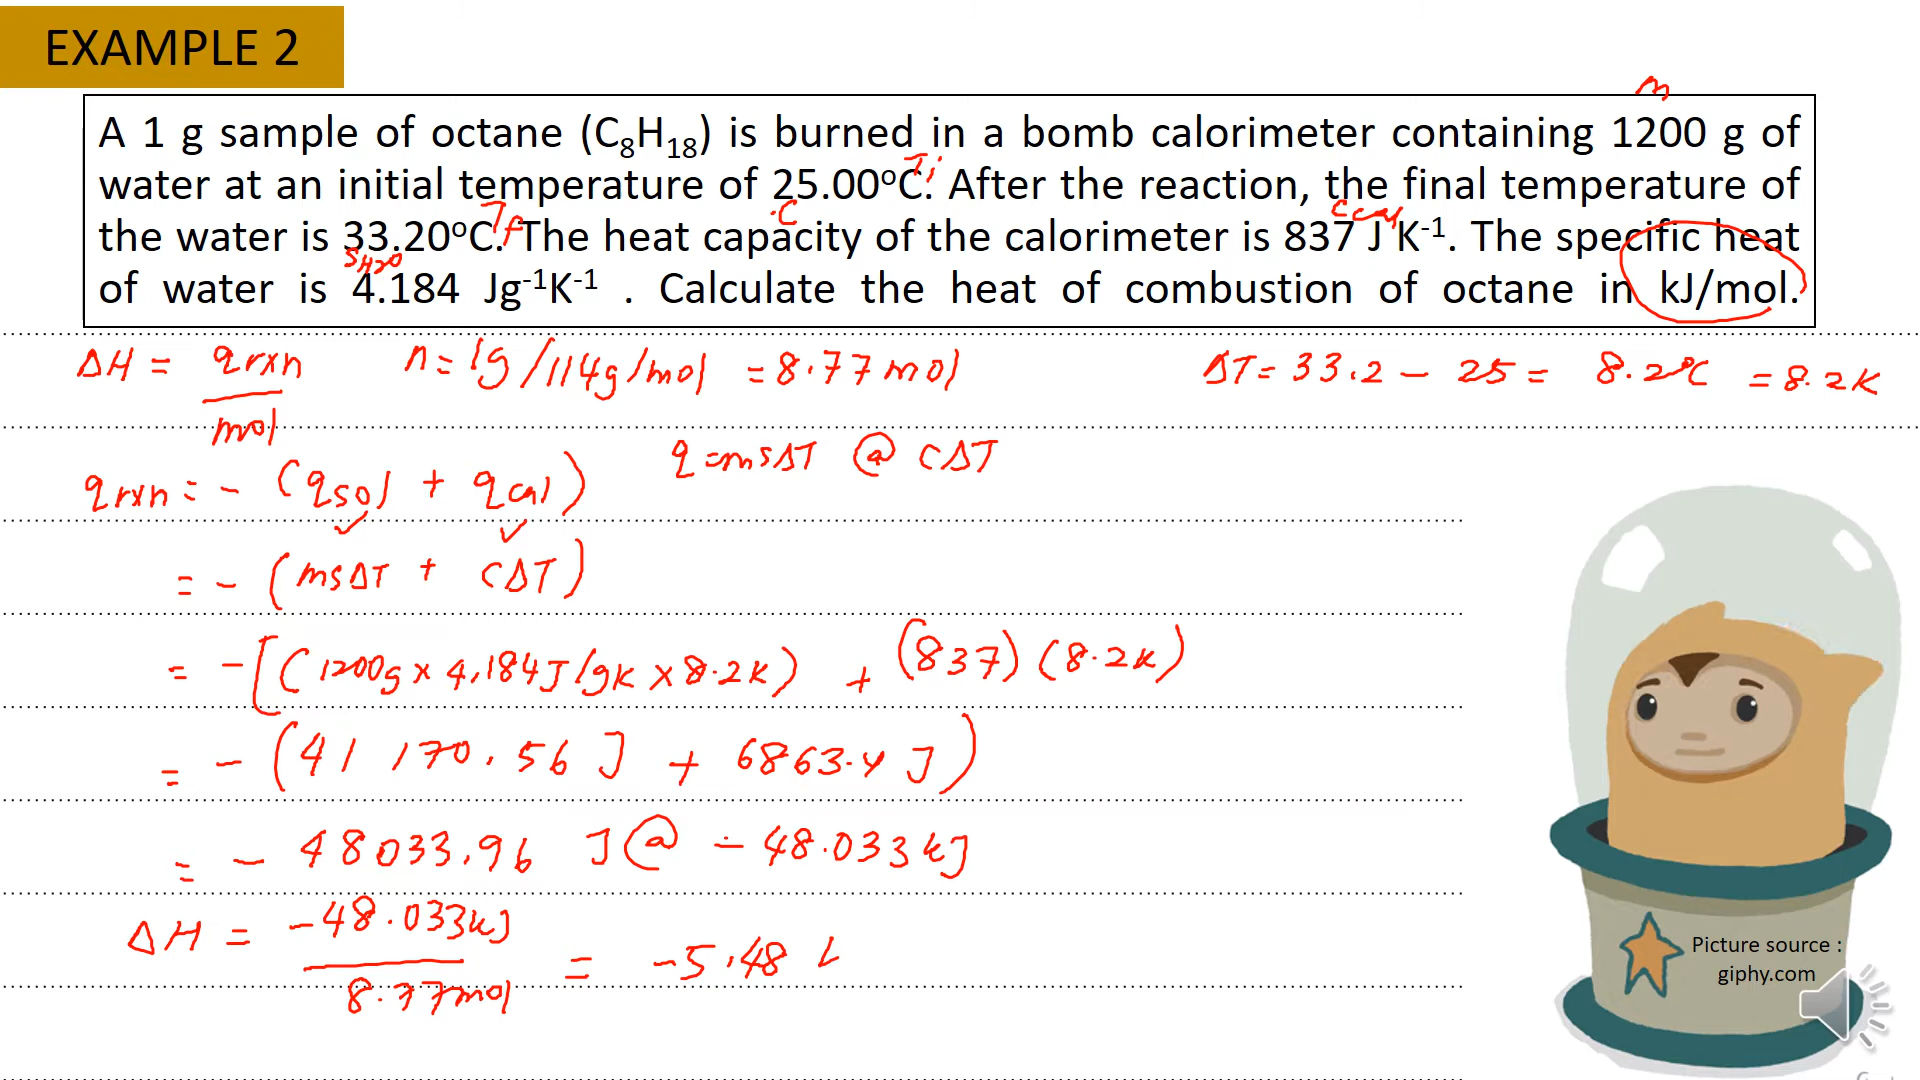 EXAMPLE 2
m
A 1 g sample of octane (C8H18) is burned in a bomb calorimeter containing 1200 g of
Ti
water at an initial temperature of 25.00°C. After the reaction, the final temperature of
Tf C Ccal
the water is 33.20°C. The heat capacity of the calorimeter is 837 J K-1. The specific heat
SH2O
of water is 4.184 Jg-1K-1 . Calculate the heat of combustion of octane in kJ/mol.
ΔH = qrxn/mol n = 1g/114g/mol = 8.77 mol ΔT = 33.2 - 25 = 8.2°C = 8.2K
q = msΔT @ CΔT
qrxn = - (qsol + qcal)
= - (msΔT + CΔT)
= - [(1200g x 4.184J/gK x 8.2K) + (837)(8.2K)
= - (41 170.56 J + 6863.4 J)
= - 48033.96 J @ - 48.033 kJ
ΔH = -48.033kJ/8.77mol = -5.48
Picture source :
giphy.com